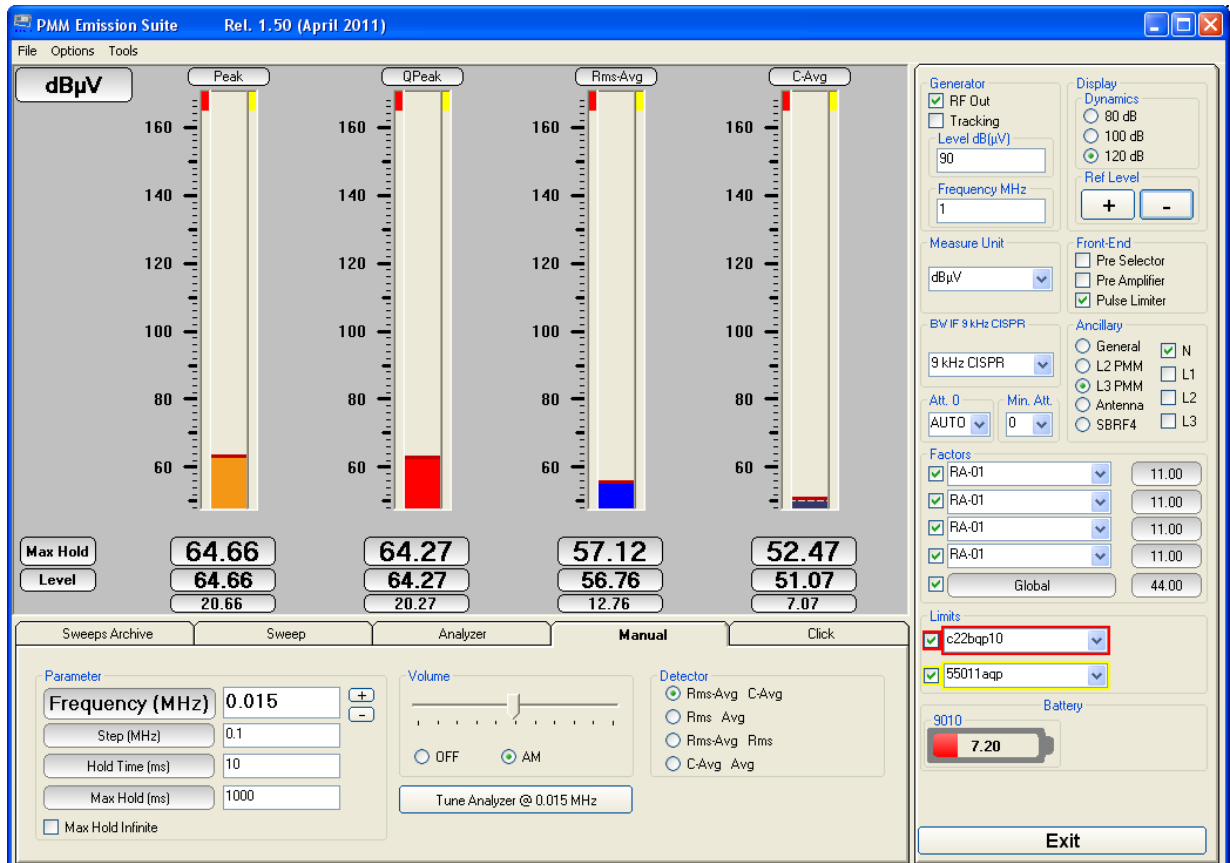 PMM Emission Suite Rel. 1.50 (April 2011)
File Options Tools
dBµV
Peak
QPeak
Rms-Avg
C-Avg
160
140
120
100
80
60
160
140
120
100
80
60
160
140
120
100
80
60
160
140
120
100
80
60
Max Hold 64.66 64.27 57.12 52.47
Level 64.66 64.27 56.76 51.07
20.66 20.27 12.76 7.07
Sweeps Archive Sweep Analyzer Manual Click
Parameter
Frequency (MHz) 0.015 + -
Step (MHz) 0.1
Hold Time (ms) 10
Max Hold (ms) 1000
Max Hold Infinite
Volume
OFF AM
Tune Analyzer @ 0.015 MHz
Detector
Rms-Avg C-Avg
Rms Avg
Rms-Avg Rms
C-Avg Avg
Generator
RF Out
Tracking
Level dB(µV)
90
Frequency MHz
1
Display
Dynamics
80 dB
100 dB
120 dB
Ref Level
+ -
Measure Unit
dBµV
Front-End
Pre Selector
Pre Amplifier
Pulse Limiter
BW IF 9 kHz CISPR
9 kHz CISPR
Att. 0
AUTO
Min. Att.
0
Ancillary
General
L2 PMM
L3 PMM
Antenna
SBRF4
N
L1
L2
L3
Factors
RA-01 11.00
RA-01 11.00
RA-01 11.00
RA-01 11.00
Global 44.00
Limits
c22bqp10
55011aqp
Battery
9010
7.20
Exit